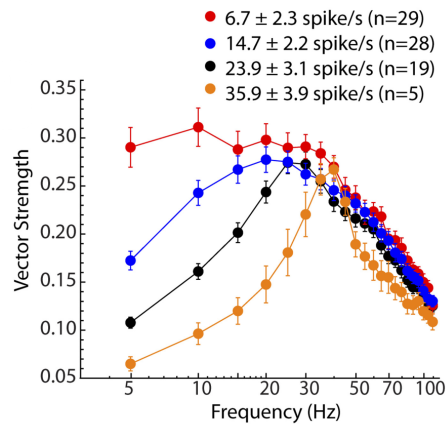 6.7 ± 2.3 spike/s (n=29)
14.7 ± 2.2 spike/s (n=28)
23.9 ± 3.1 spike/s (n=19)
35.9 ± 3.9 spike/s (n=5)
0.35
0.30
0.25
0.20
0.15
0.10
0.05
Vector Strength
5 10 20 30 50 70 100
Frequency (Hz)